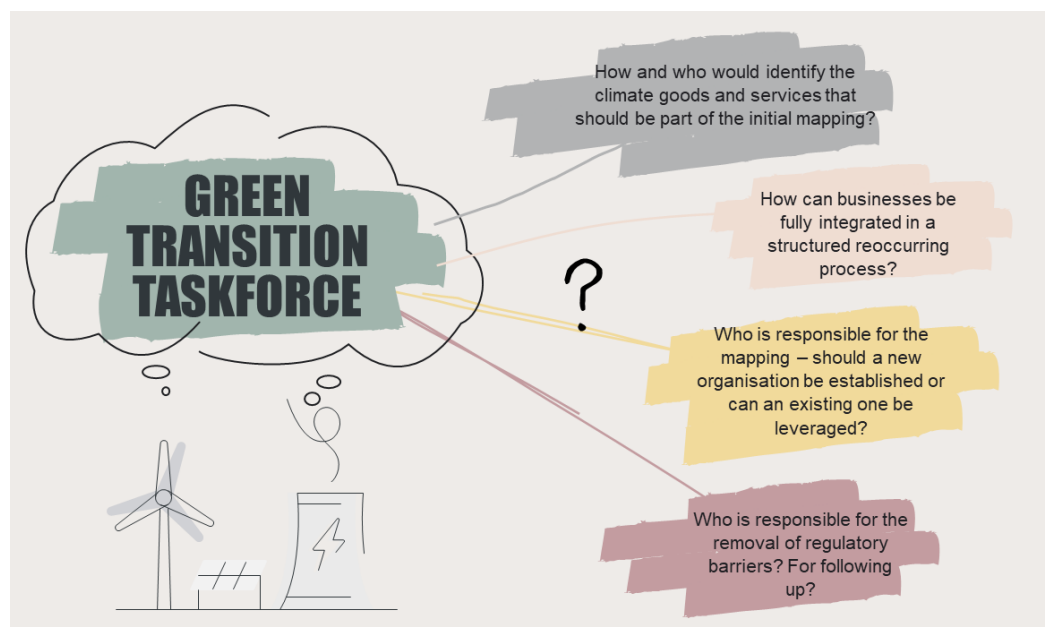 GREEN
TRANSITION
TASKFORCE
How and who would identify the
climate goods and services that
should be part of the initial mapping?
How can businesses be
fully integrated in a
structured reoccurring
process?
?
Who is responsible for the
mapping – should a new
organisation be established or
can an existing one be
leveraged?
Who is responsible for the
removal of regulatory
barriers? For following
up?